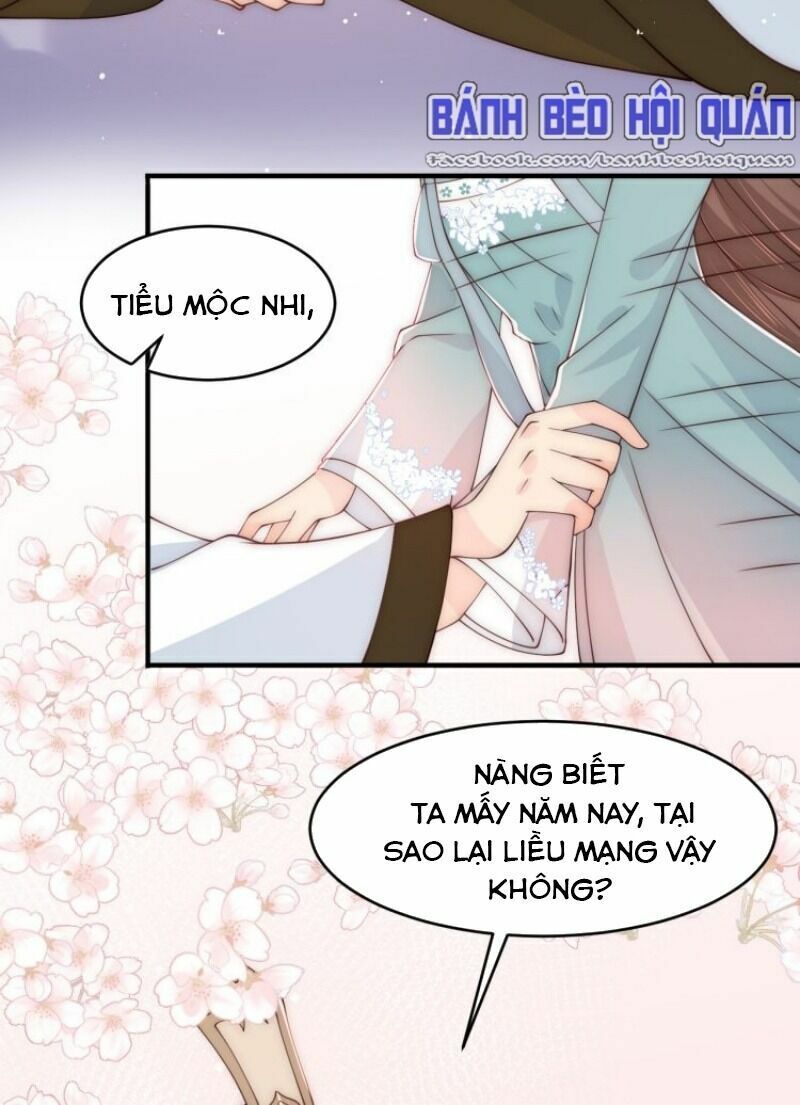 BÁNH BÈO HỘI QUÁN
Facebook.com/banhbeohoiquan
TIỂU MỘC NHI,
NÀNG BIẾT
TA MẤY NĂM NAY, TẠI
SAO LẠI LIỀU MẠNG VẬY
KHÔNG?